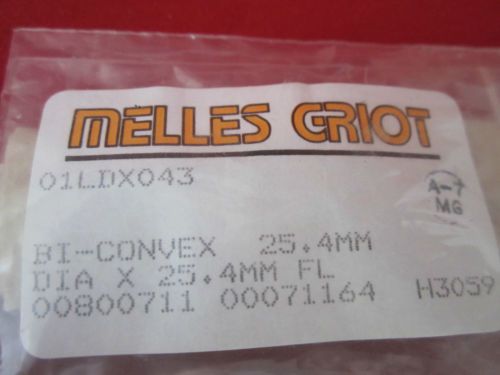 MELLES GRIOT
01LDX043
A-7
MG
BI-CONVEX 25.4MM
DIA X 25.4MM FL
00800711 00071164 H3059